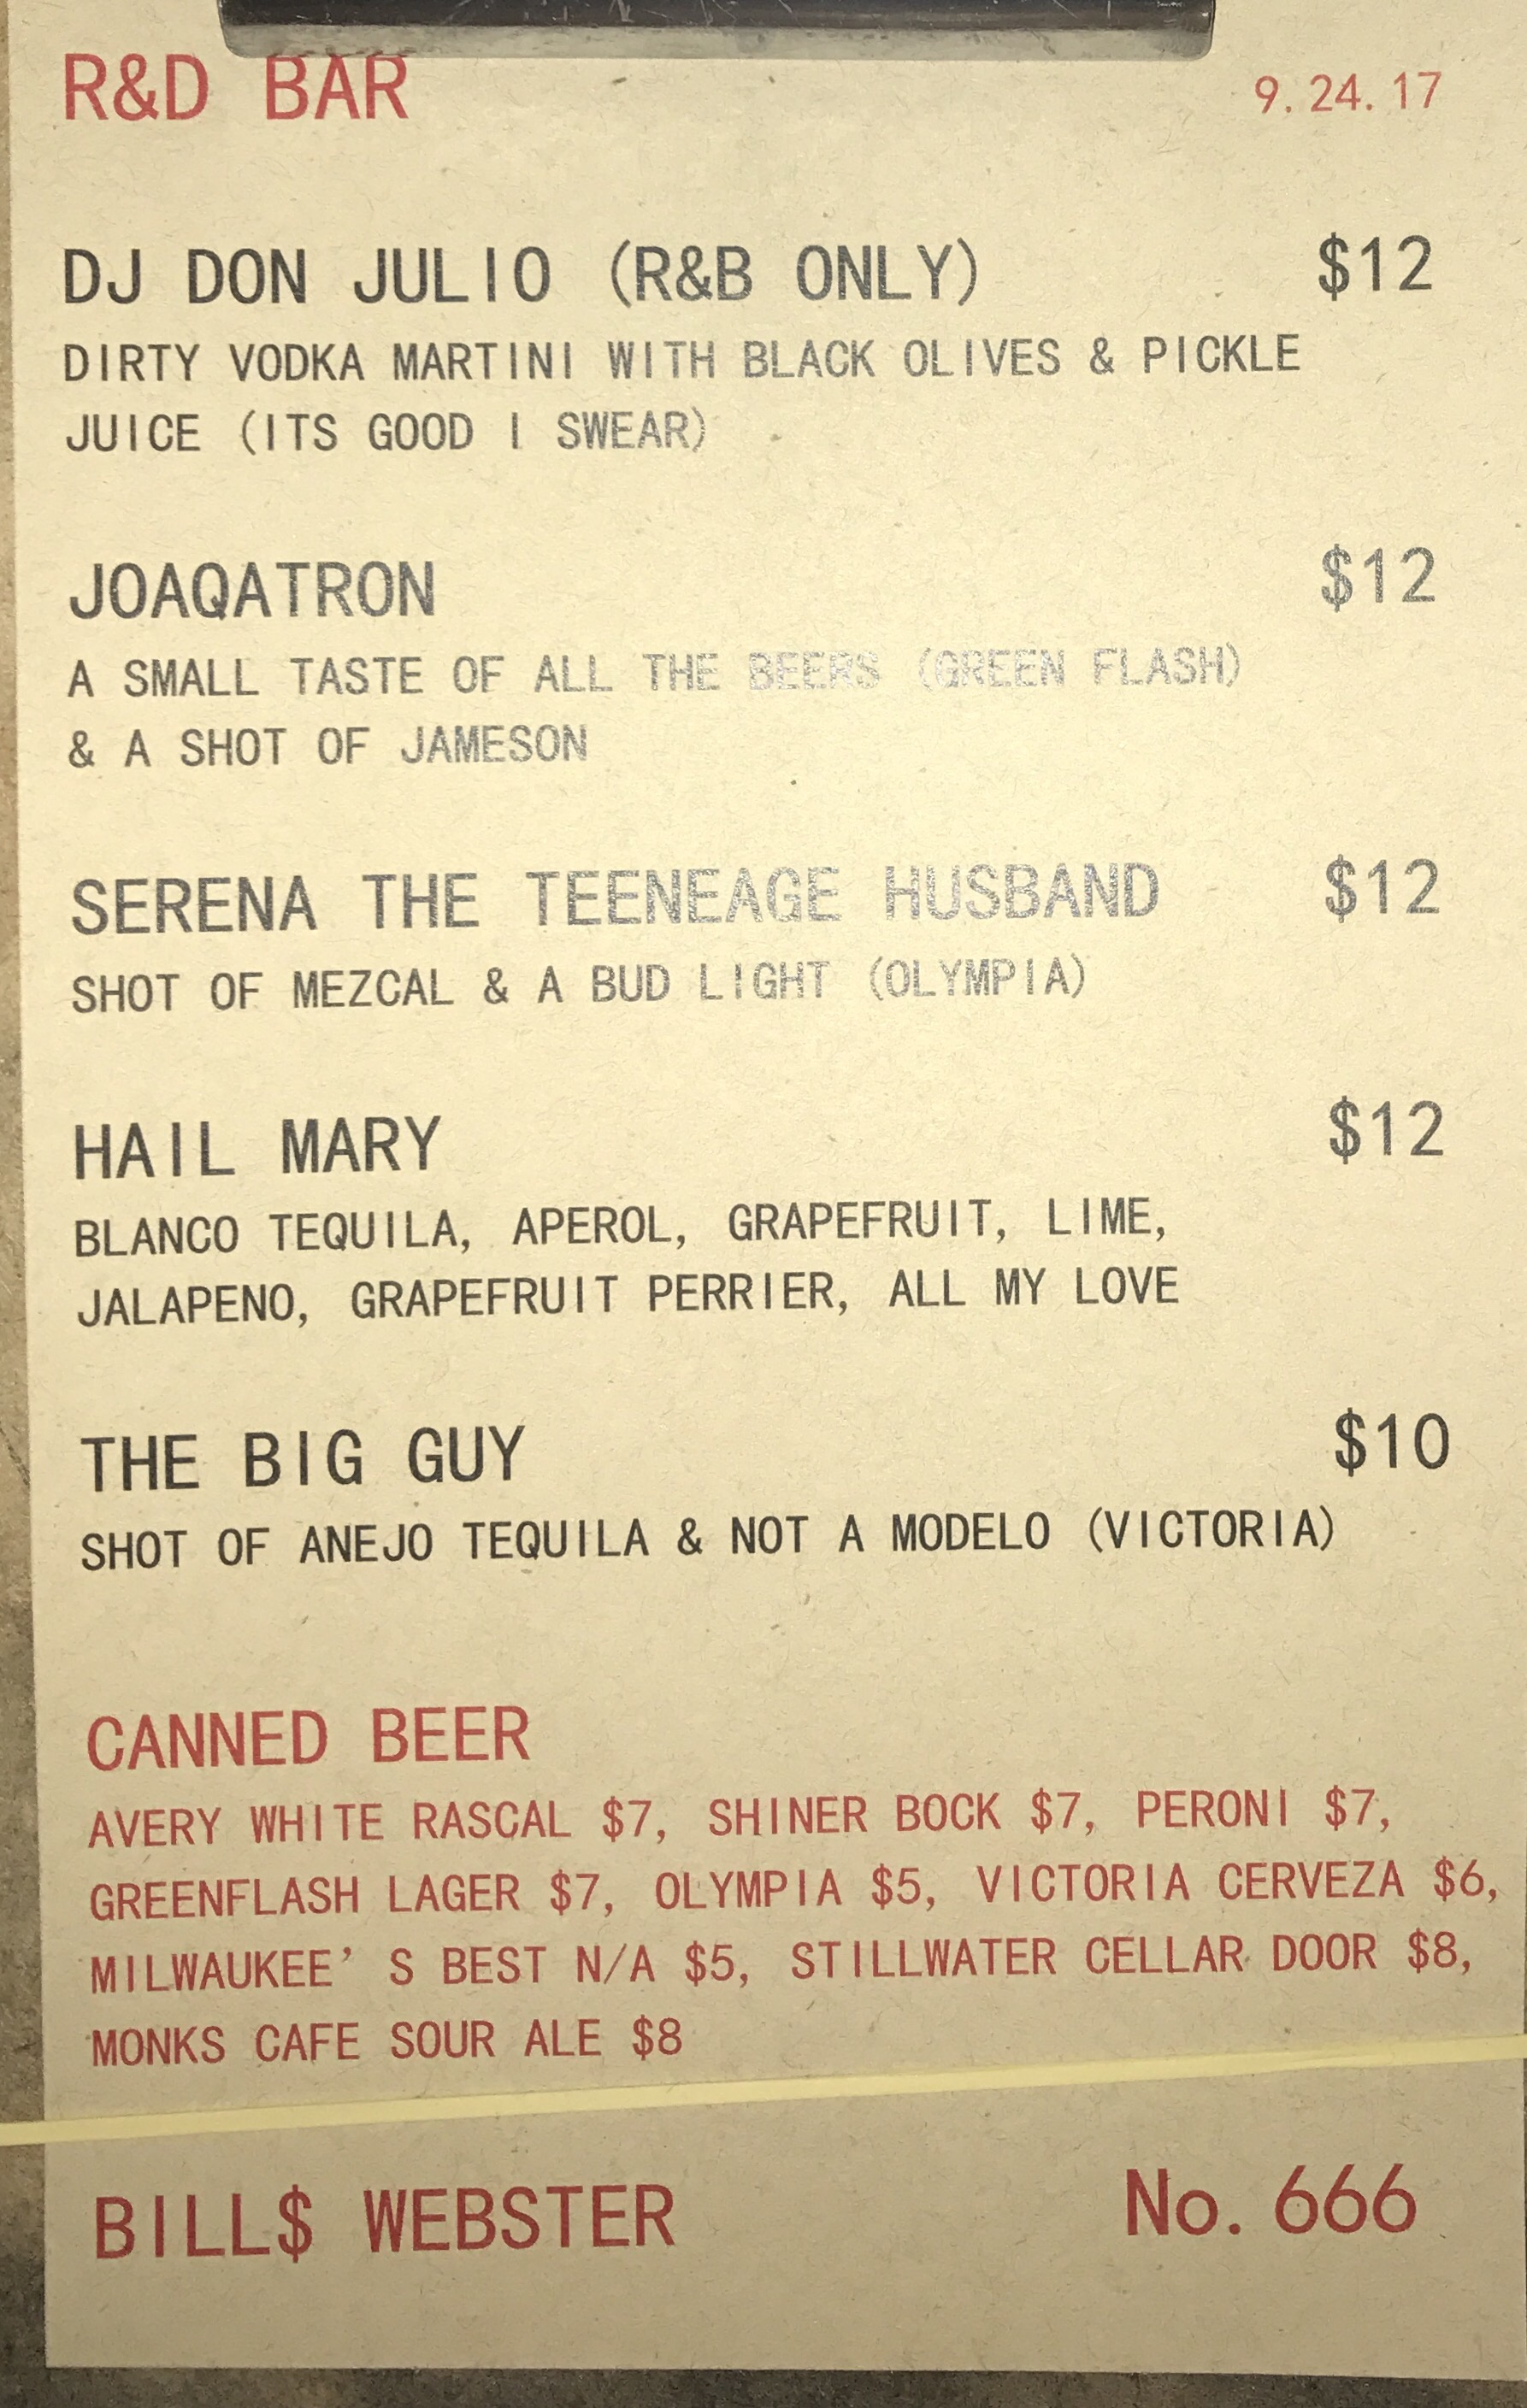 R&D BAR 9.24.17
DJ DON JULIO (R&B ONLY) $12
DIRTY VODKA MARTINI WITH BLACK OLIVES & PICKLE
JUICE (ITS GOOD I SWEAR)
JOAQATRON $12
A SMALL TASTE OF ALL THE BEERS (GREEN FLASH)
& A SHOT OF JAMESON
SERENA THE TEENEAGE HUSBAND $12
SHOT OF MEZCAL & A BUD LIGHT (OLYMPIA)
HAIL MARY $12
BLANCO TEQUILA, APEROL, GRAPEFRUIT, LIME,
JALAPENO, GRAPEFRUIT PERRIER, ALL MY LOVE
THE BIG GUY $10
SHOT OF ANEJO TEQUILA & NOT A MODELO (VICTORIA)
CANNED BEER
AVERY WHITE RASCAL $7, SHINER BOCK $7, PERONI $7,
GREENFLASH LAGER $7, OLYMPIA $5, VICTORIA CERVEZA $6,
MILWAUKEE'S BEST N/A $5, STILLWATER CELLAR DOOR $8,
MONKS CAFE SOUR ALE $8
BILL$ WEBSTER No. 666